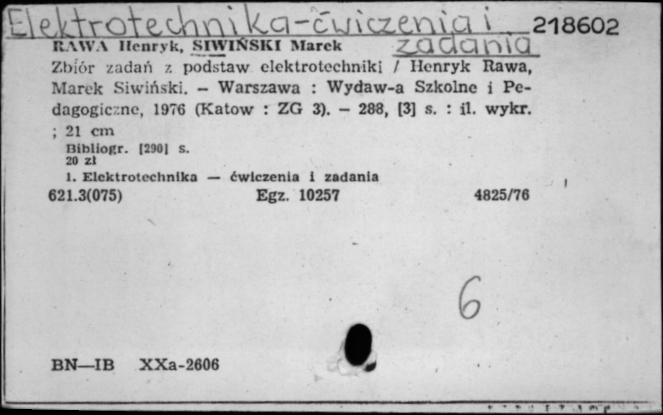 Elektrotechnika-ćwiczenia i 218602
zadania
RAWA Henryk, SIWIŃSKI Marek
Zbiór zadań z podstaw elektrotechniki / Henryk Rawa,
Marek Siwiński. — Warszawa : Wydaw-a Szkolne i Pe-
dagogiczne, 1976 (Katow : ZG 3). — 288, [3] s. : il. wykr.
; 21 cm
Bibliogr. [290] s.
20 zł
1. Elektrotechnika — ćwiczenia i zadania
621.3(075) Egz. 10257 4825/76
6
BN—IB XXa-2606